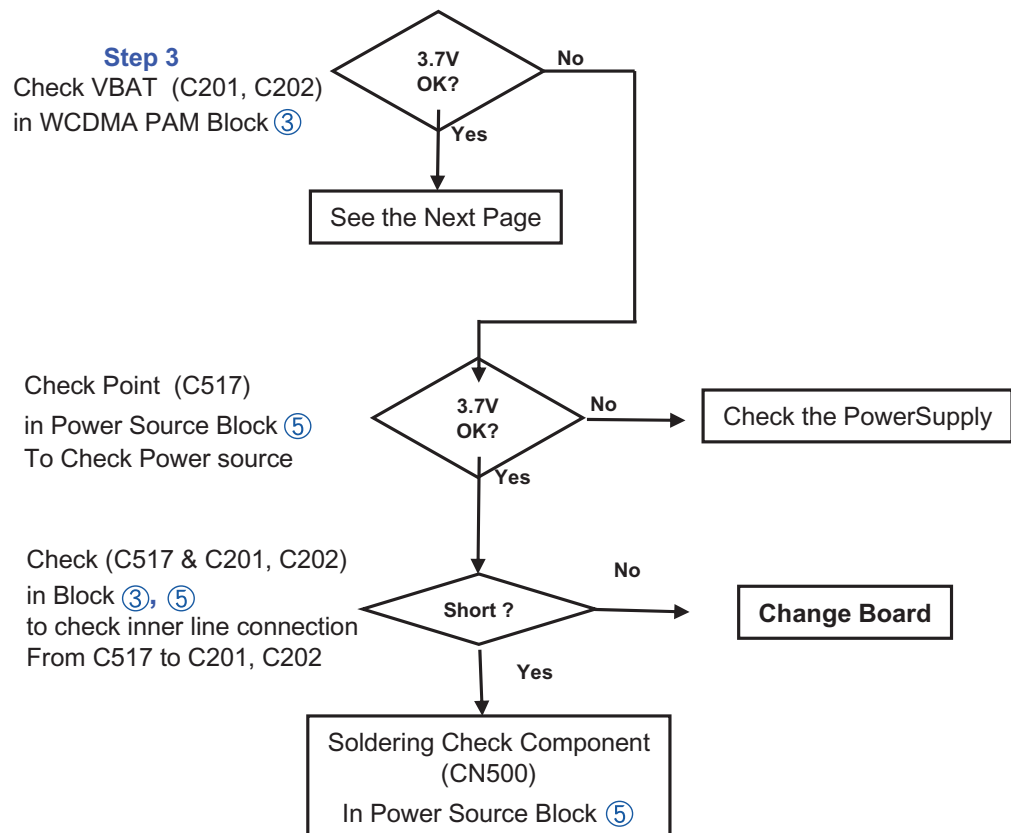 Step 3
Check VBAT (C201, C202)
in WCDMA PAM Block ③
3.7V
OK?
No
Yes
See the Next Page
Check Point (C517)
in Power Source Block ⑤
To Check Power source
3.7V
OK?
No
Check the PowerSupply
Yes
Check (C517 & C201, C202)
in Block ③, ⑤
to check inner line connection
From C517 to C201, C202
Short ?
No
Change Board
Yes
Soldering Check Component
(CN500)
In Power Source Block ⑤